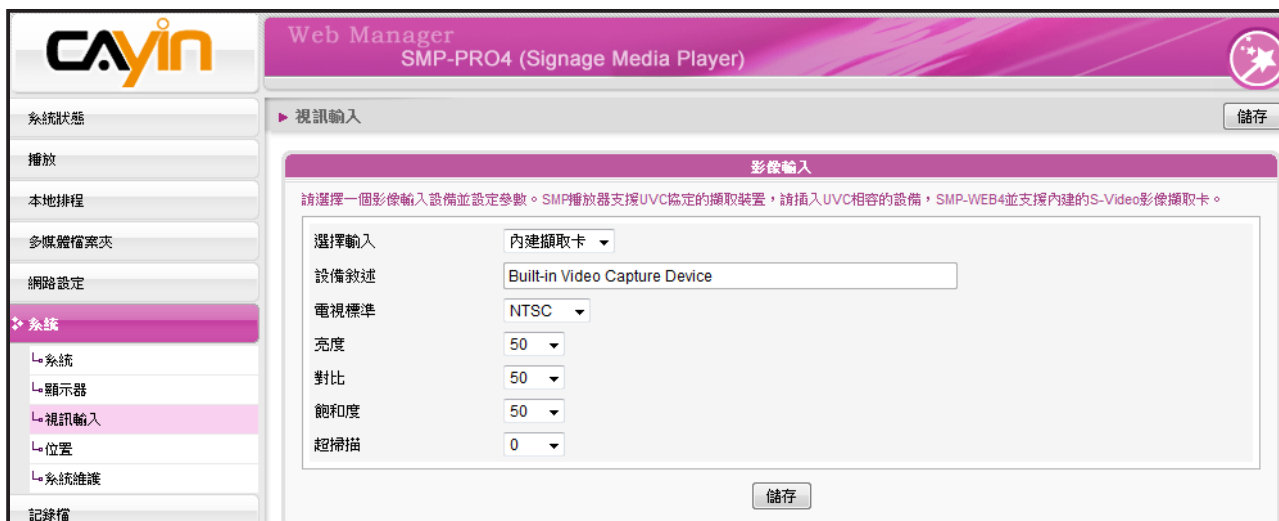 CAYIN
Web Manager
SMP-PRO4 (Signage Media Player)
系統狀態
播放
本地排程
多媒體檔案夾
網路設定
系統
系統
顯示器
視訊輸入
位置
系統維護
記錄檔
視訊輸入
儲存
影像輸入
請選擇一個影像輸入設備並設定參數。SMP播放器支援UVC協定的擷取裝置,請插入UVC相容的設備,SMP-WEB4並支援內建的S-Video影像擷取卡。
選擇輸入 內建擷取卡
設備敘述 Built-in Video Capture Device
電視標準 NTSC
亮度 50
對比 50
飽和度 50
超掃描 0
儲存